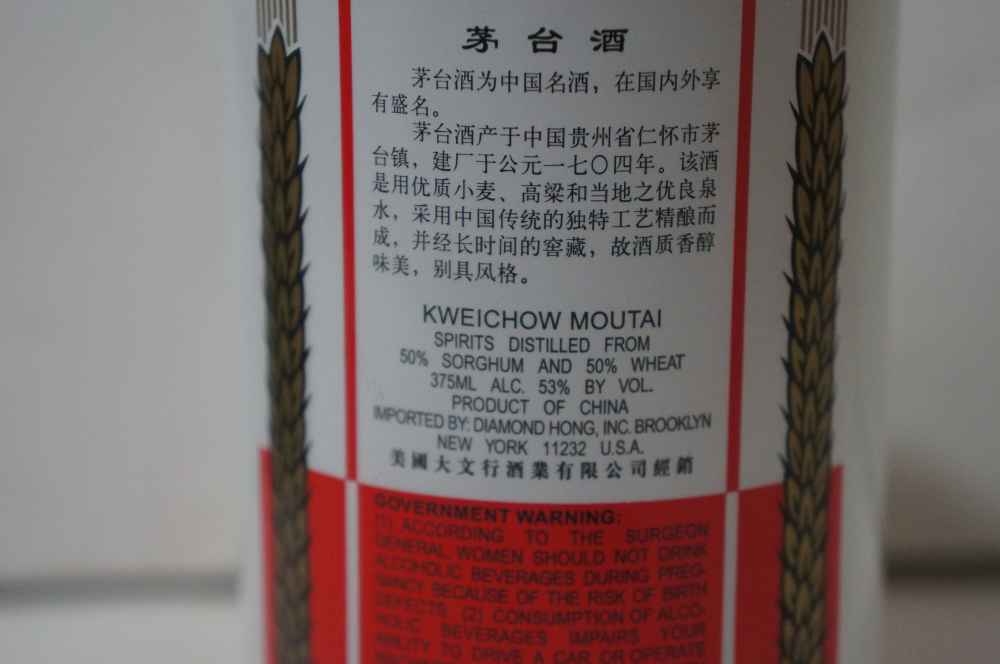 茅台酒
茅台酒为中国名酒，在国内外享
有盛名。
茅台酒产于中国贵州省仁怀市茅
台镇，建厂于公元一七〇四年。该酒
是用优质小麦、高粱和当地之优良泉
水，采用中国传统的独特工艺精酿而
成，并经长时间的窖藏，故酒质香醇
味美，别具风格。
KWEICHOW MOUTAI
SPIRITS DISTILLED FROM
50% SORGHUM AND 50% WHEAT
375ML ALC. 53% BY VOL.
PRODUCT OF CHINA
IMPORTED BY: DIAMOND HONG, INC. BROOKLYN
NEW YORK 11232 U.S.A.
美國大文行酒業有限公司經銷
GOVERNMENT WARNING:
(1) ACCORDING TO THE SURGEON
GENERAL, WOMEN SHOULD NOT DRINK
ALCOHOLIC BEVERAGES DURING PREG-
NANCY BECAUSE OF THE RISK OF BIRTH
DEFECTS. (2) CONSUMPTION OF ALCO-
HOLIC BEVERAGES IMPAIRS YOUR
ABILITY TO DRIVE A CAR OR OPERATE